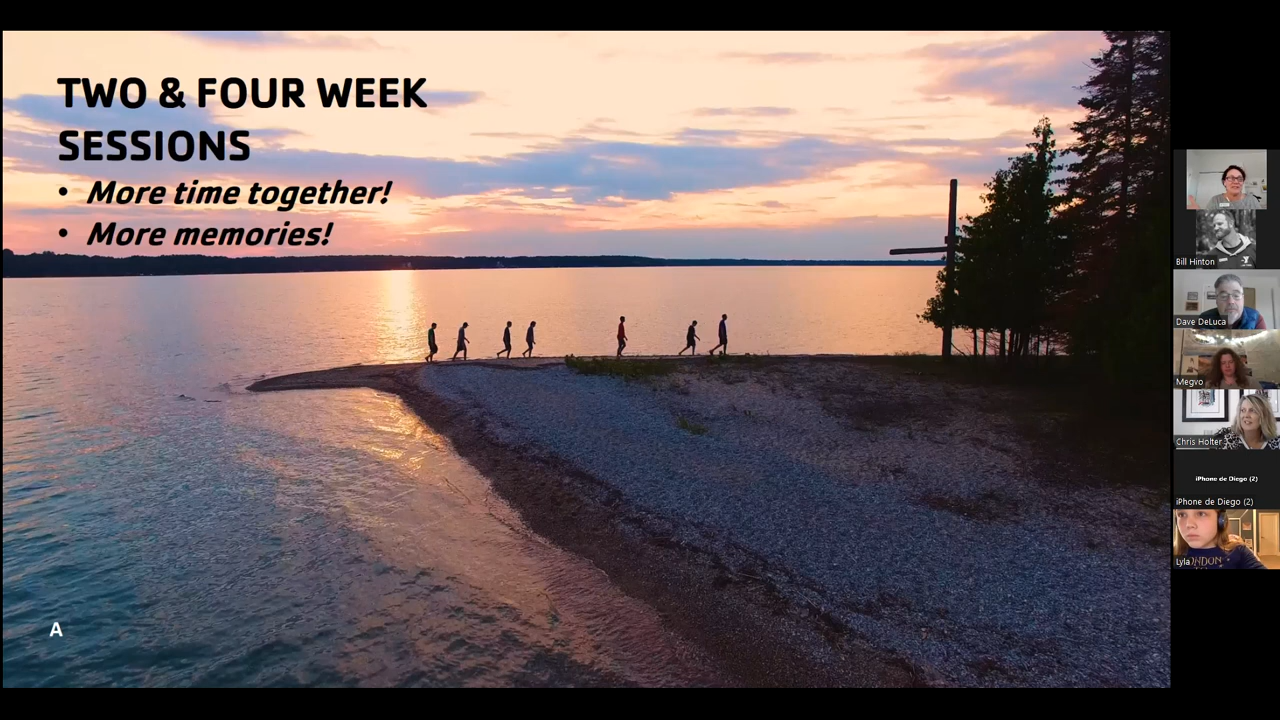 TWO & FOUR WEEK
SESSIONS
• More time together!
• More memories!
A
Bill Hinton
Dave DeLuca
Megvo
Chris Holter
iPhone de Diego (2)
iPhone de Diego (2)
Lyla
NDON